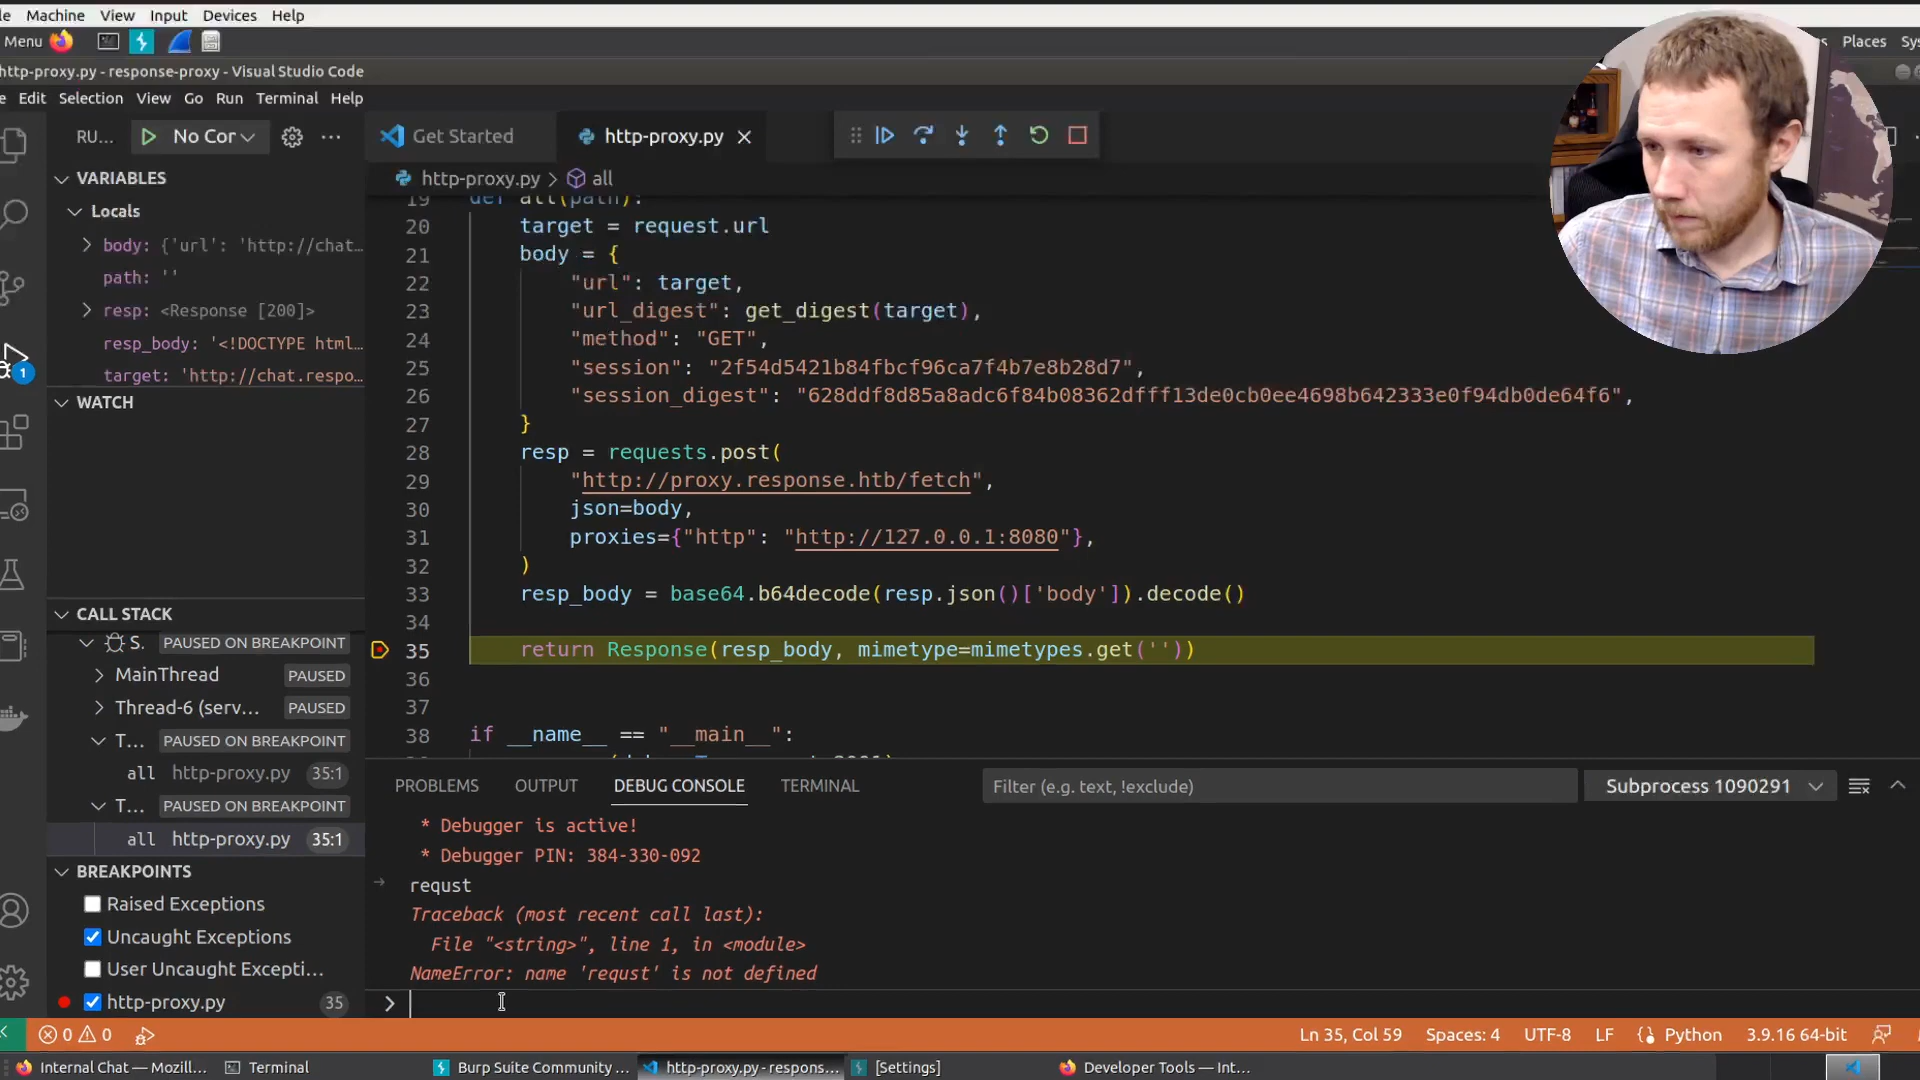 le Machine View Input Devices Help
Menu
Places Sys
http-proxy.py - response-proxy - Visual Studio Code
e Edit Selection View Go Run Terminal Help
RU... No Cor
Get Started http-proxy.py
http-proxy.py > all
VARIABLES
Locals
body: {'url': 'http://chat...
path: ''
resp: <Response [200]>
resp_body: '<!DOCTYPE html...
target: 'http://chat.respo...
WATCH
1
CALL STACK
S. PAUSED ON BREAKPOINT
MainThread PAUSED
Thread-6 (serv... PAUSED
T... PAUSED ON BREAKPOINT
all http-proxy.py 35:1
T... PAUSED ON BREAKPOINT
all http-proxy.py 35:1
BREAKPOINTS
Raised Exceptions
Uncaught Exceptions
User Uncaught Excepti...
http-proxy.py 35
19 def all(path):
20 target = request.url
21 body = {
22 "url": target,
23 "url_digest": get_digest(target),
24 "method": "GET",
25 "session": "2f54d5421b84fbcf96ca7f4b7e8b28d7",
26 "session_digest": "628ddf8d85a8adc6f84b08362dfff13de0cb0ee4698b642333e0f94db0de64f6",
27 }
28 resp = requests.post(
29 "http://proxy.response.htb/fetch",
30 json=body,
31 proxies={"http": "http://127.0.0.1:8080"},
32 )
33 resp_body = base64.b64decode(resp.json()['body']).decode()
34
35 return Response(resp_body, mimetype=mimetypes.get(''))
36
37
38 if __name__ == "__main__":
PROBLEMS OUTPUT DEBUG CONSOLE TERMINAL Filter (e.g. text, !exclude) Subprocess 1090291
* Debugger is active!
* Debugger PIN: 384-330-092
requst
Traceback (most recent call last):
File "<string>", line 1, in <module>
NameError: name 'requst' is not defined
>
0 0 Ln 35, Col 59 Spaces: 4 UTF-8 LF Python 3.9.16 64-bit
Internal Chat — Mozill... Terminal Burp Suite Community ... http-proxy.py - respons... [Settings] Developer Tools — Int...